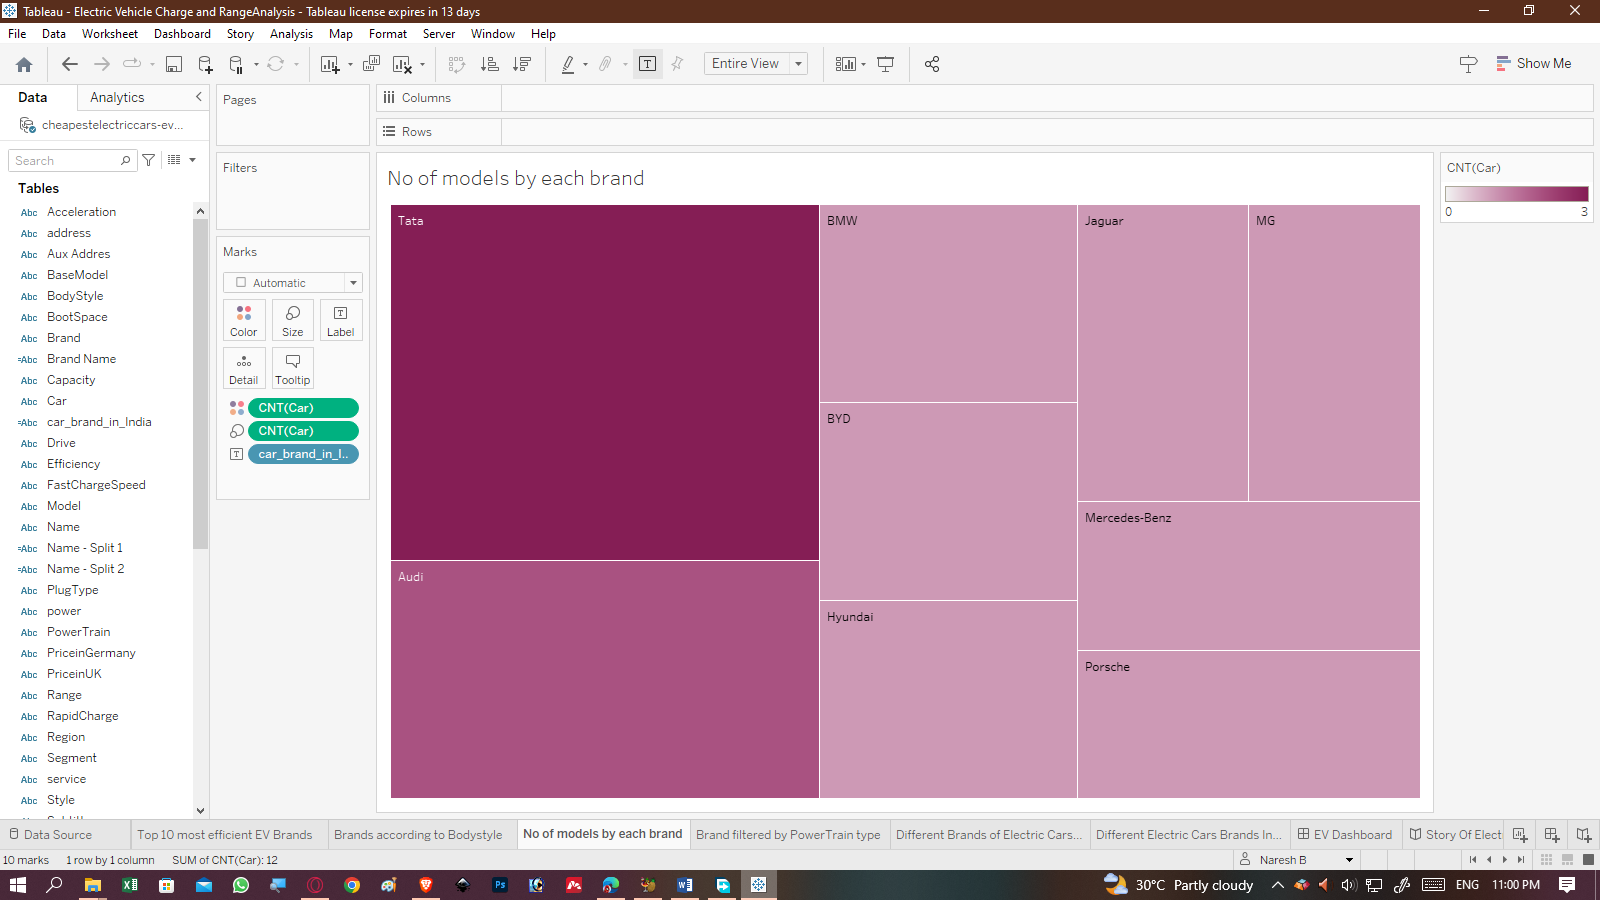 Tableau - Electric Vehicle Charge and RangeAnalysis - Tableau license expires in 13 days
File Data Worksheet Dashboard Story Analysis Map Format Server Window Help
Entire View
Show Me
Data Analytics
cheapestelectriccars-ev...
Search
Tables
Abc Acceleration
Abc address
Abc Aux Addres
Abc BaseModel
Abc BodyStyle
Abc BootSpace
Abc Brand
=Abc Brand Name
Abc Capacity
Abc Car
=Abc car_brand_in_India
Abc Drive
Abc Efficiency
Abc FastChargeSpeed
Abc Model
Abc Name
=Abc Name - Split 1
=Abc Name - Split 2
Abc PlugType
Abc power
Abc PowerTrain
Abc PriceinGermany
Abc PriceinUK
Abc Range
Abc RapidCharge
Abc Region
Abc Segment
Abc service
Abc Style
Pages
Filters
Marks
Automatic
Color Size Label
Detail Tooltip
CNT(Car)
CNT(Car)
car_brand_in_I..
Columns
Rows
No of models by each brand
Tata
Audi
BMW
BYD
Hyundai
Jaguar
MG
Mercedes-Benz
Porsche
CNT(Car)
0 3
Data Source Top 10 most efficient EV Brands Brands according to Bodystyle No of models by each brand Brand filtered by PowerTrain type Different Brands of Electric Cars... Different Electric Cars Brands In... EV Dashboard Story Of Electi
10 marks 1 row by 1 column SUM of CNT(Car): 12 Naresh B
30°C Partly cloudy ENG 11:00 PM